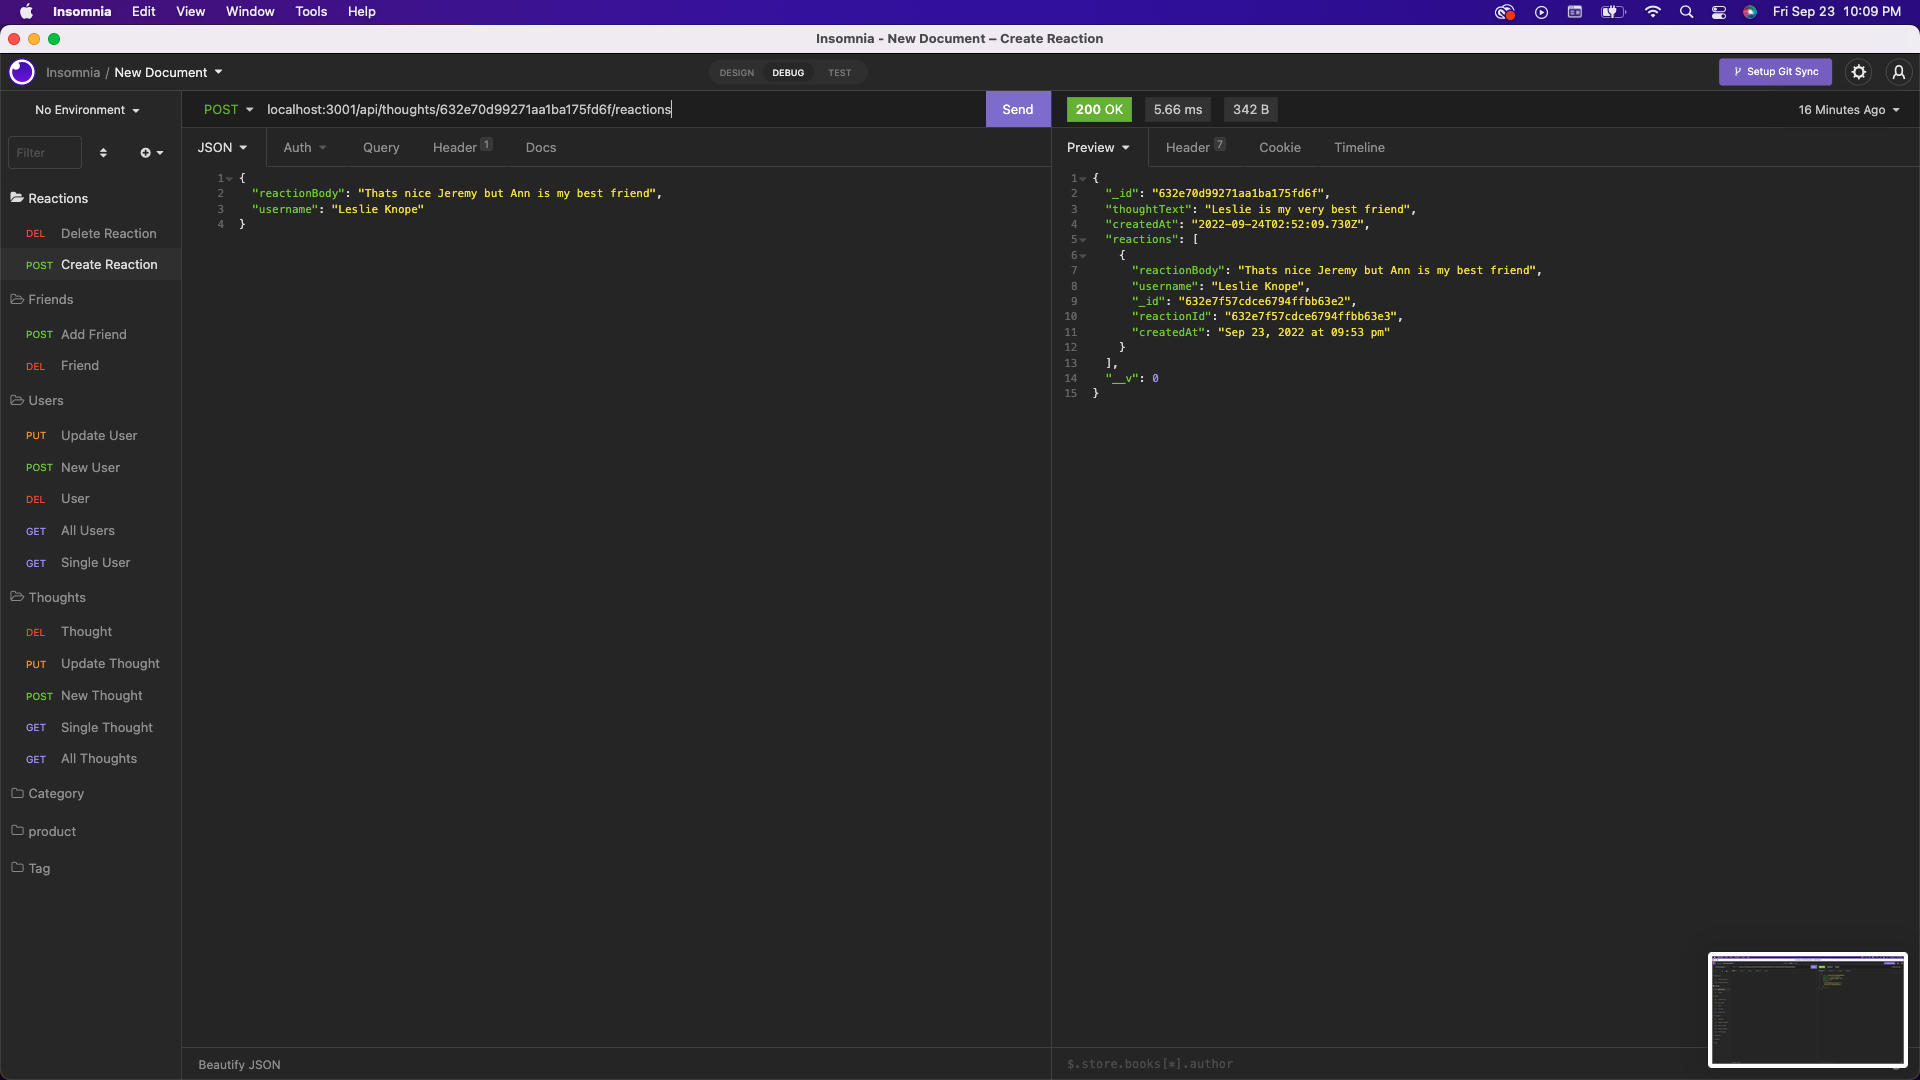 Insomnia Edit View Window Tools Help Fri Sep 23 10:09 PM
Insomnia - New Document – Create Reaction
Insomnia / New Document DESIGN DEBUG TEST Setup Git Sync
No Environment
Filter
Reactions
DEL Delete Reaction
POST Create Reaction
Friends
POST Add Friend
DEL Friend
Users
PUT Update User
POST New User
DEL User
GET All Users
GET Single User
Thoughts
DEL Thought
PUT Update Thought
POST New Thought
GET Single Thought
GET All Thoughts
Category
product
Tag
POST localhost:3001/api/thoughts/632e70d99271aa1ba175fd6f/reactions Send
JSON Auth Query Header 1 Docs
1 {
2 "reactionBody": "Thats nice Jeremy but Ann is my best friend",
3 "username": "Leslie Knope"
4 }
Beautify JSON
200 OK 5.66 ms 342 B 16 Minutes Ago
Preview Header 7 Cookie Timeline
1 {
2 "_id": "632e70d99271aa1ba175fd6f",
3 "thoughtText": "Leslie is my very best friend",
4 "createdAt": "2022-09-24T02:52:09.730Z",
5 "reactions": [
6 {
7 "reactionBody": "Thats nice Jeremy but Ann is my best friend",
8 "username": "Leslie Knope",
9 "_id": "632e7f57cdce6794ffbb63e2",
10 "reactionId": "632e7f57cdce6794ffbb63e3",
11 "createdAt": "Sep 23, 2022 at 09:53 pm"
12 }
13 ],
14 "__v": 0
15 }
$.store.books[*].author